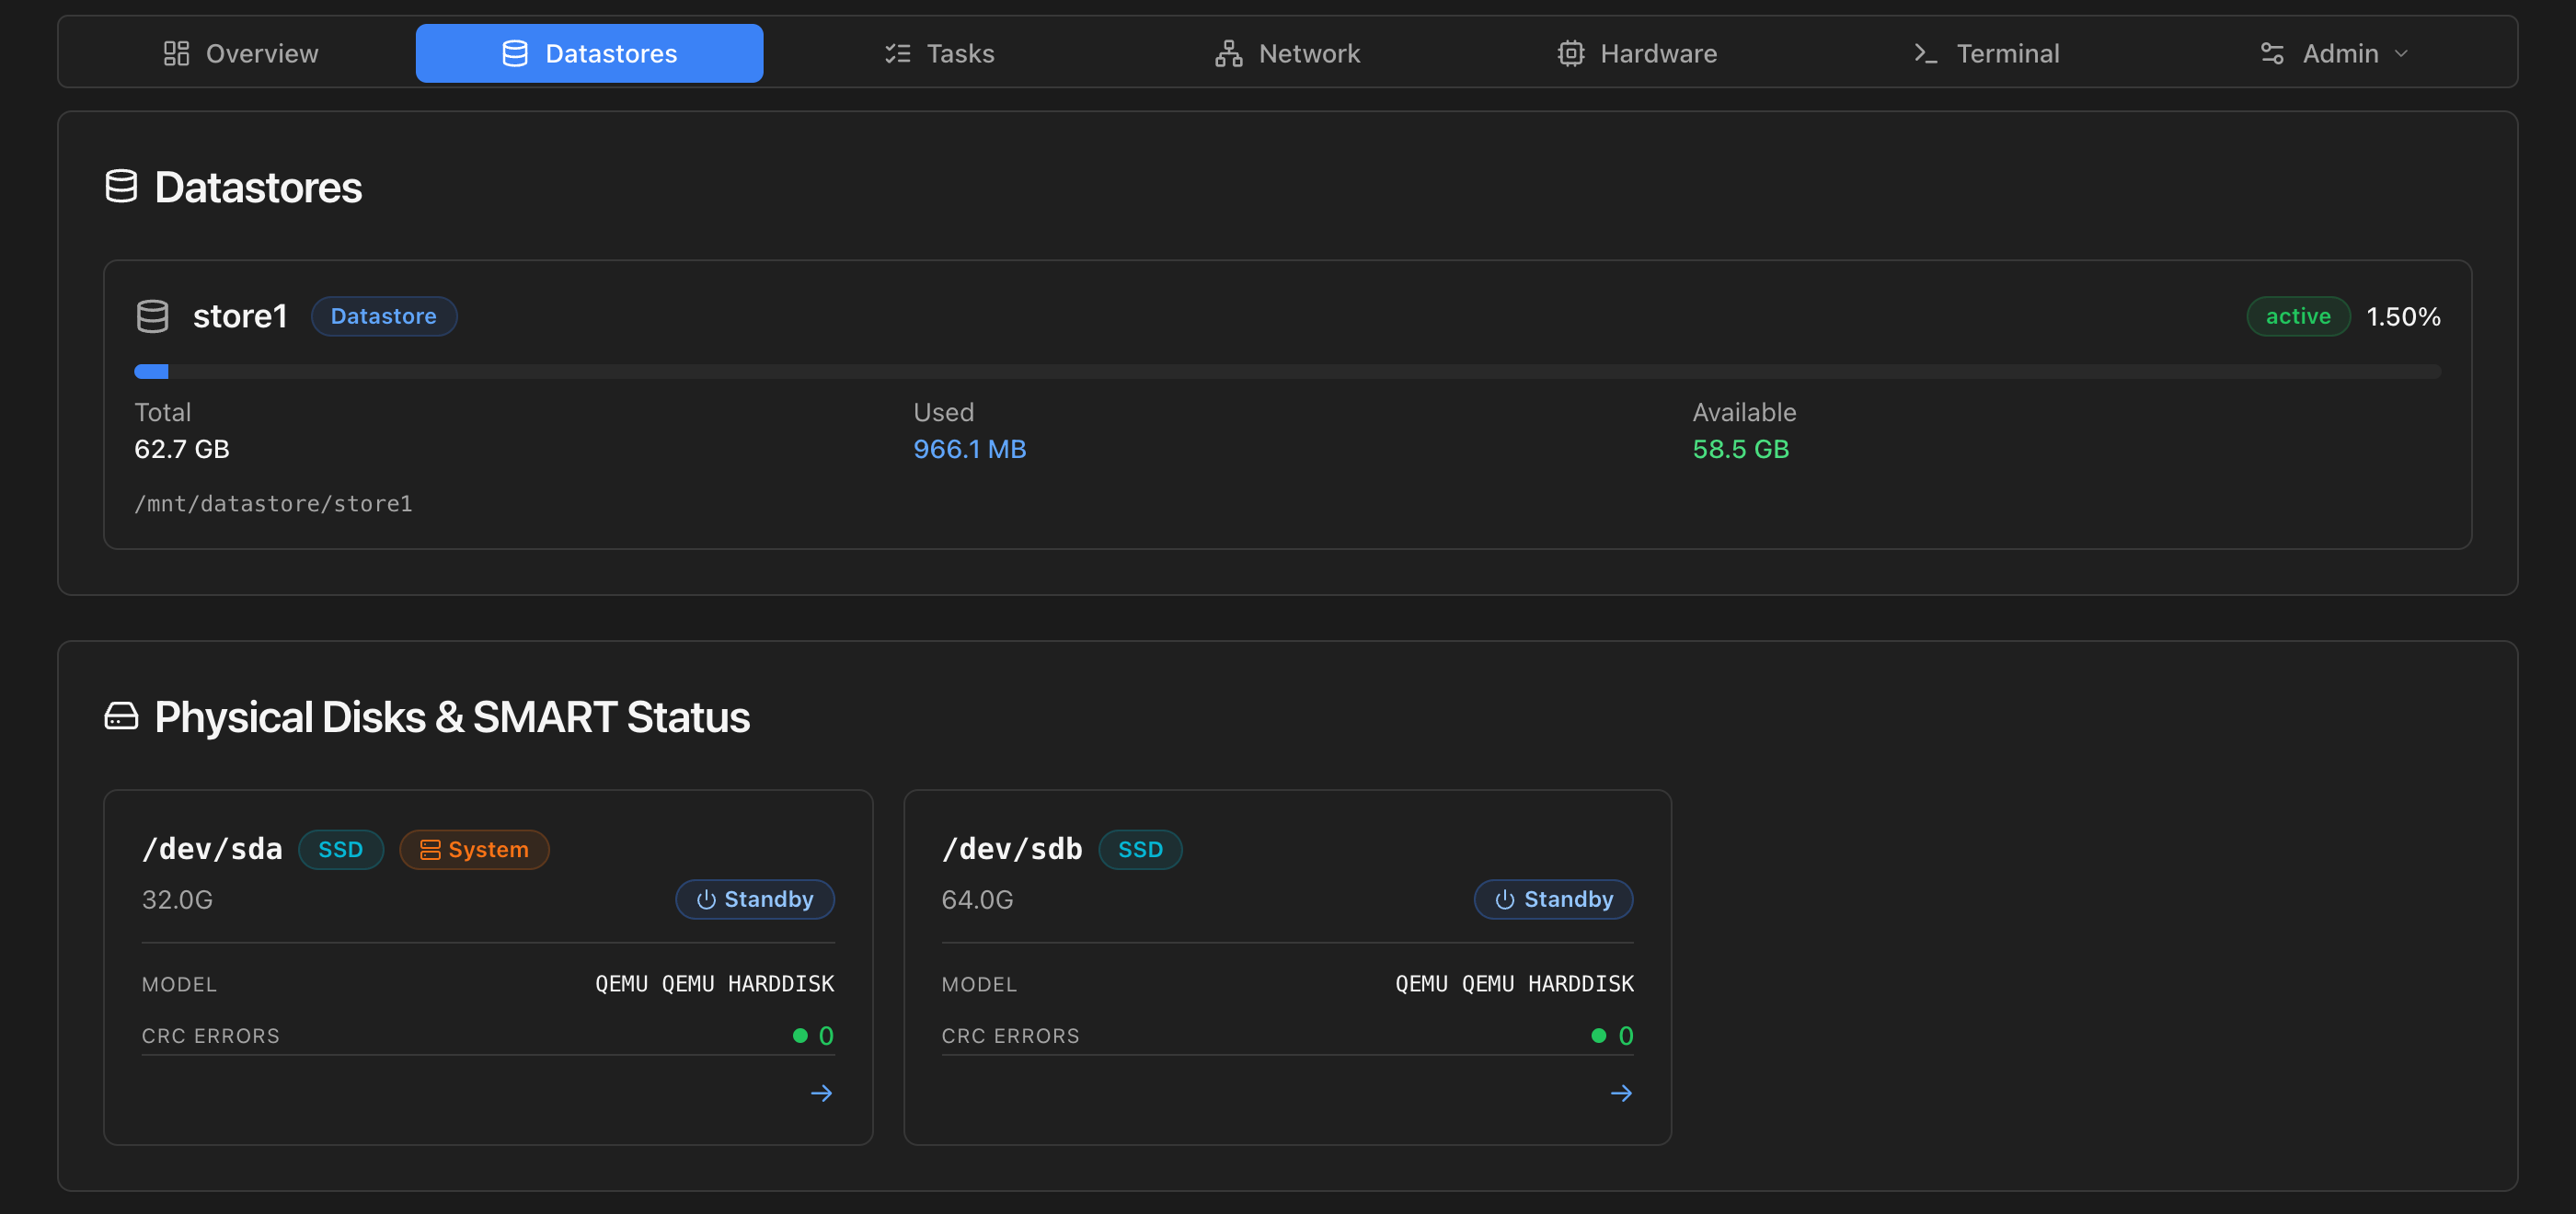 Overview Datastores Tasks Network Hardware Terminal Admin
Datastores
store1 Datastore active 1.50%
Total Used Available
62.7 GB 966.1 MB 58.5 GB
/mnt/datastore/store1
Physical Disks & SMART Status
/dev/sda SSD System
32.0G Standby
MODEL QEMU QEMU HARDDISK
CRC ERRORS 0
/dev/sdb SSD
64.0G Standby
MODEL QEMU QEMU HARDDISK
CRC ERRORS 0